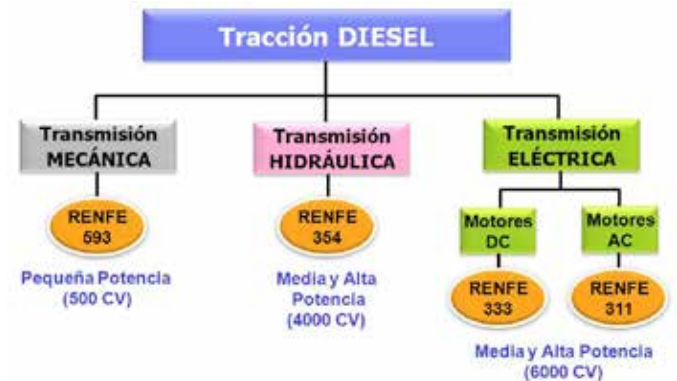 Tracción DIESEL
Transmisión
MECÁNICA
Transmisión
HIDRÁULICA
Transmisión
ELÉCTRICA
RENFE
593
RENFE
354
Motores
DC
Motores
AC
Pequeña Potencia
(500 CV)
Media y Alta
Potencia
(4000 CV)
RENFE
333
RENFE
311
Media y Alta Potencia
(6000 CV)